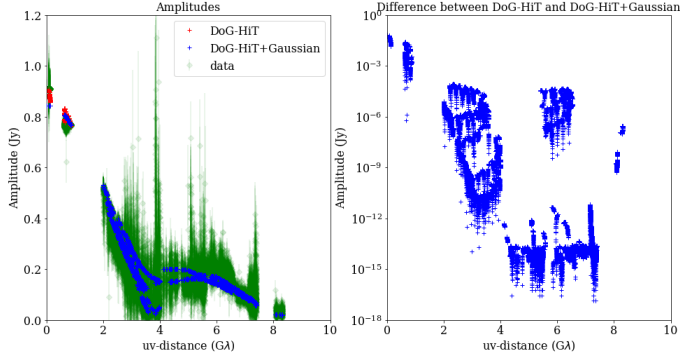 Amplitudes
1.2
1.0
0.8
0.6
0.4
0.2
0.0
Amplitude (Jy)
DoG-HiT
DoG-HiT+Gaussian
data
0 2 4 6 8 10
uv-distance (Gλ)
Difference between DoG-HiT and DoG-HiT+Gaussian
10⁰
10⁻³
10⁻⁶
10⁻⁹
10⁻¹²
10⁻¹⁵
10⁻¹⁸
Amplitude (Jy)
0 2 4 6 8 10
uv-distance (Gλ)